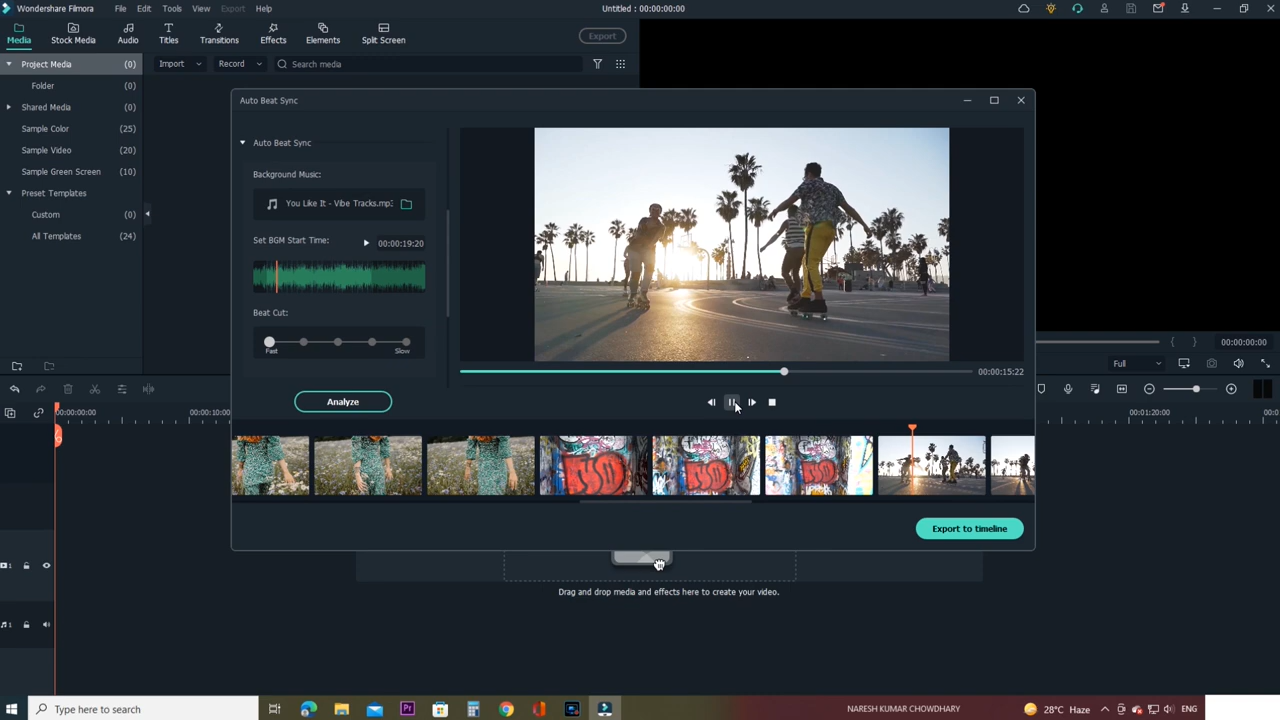 Wondershare Filmora File Edit Tools View Export Help Untitled : 00:00:00:00
Media Stock Media Audio Titles Transitions Effects Elements Split Screen Export
Project Media (0) Import Record Search media
Folder (0)
Shared Media (0)
Sample Color (25)
Sample Video (20)
Sample Green Screen (10)
Preset Templates
Custom (0)
All Templates (24)
Auto Beat Sync
Auto Beat Sync
Background Music:
You Like It - Vibe Tracks.mp3
Set BGM Start Time: 00:00:19:20
Beat Cut:
Fast Slow
Analyze
00:00:15:22
Export to timeline
00:00:00:00
Full
00:00:00:00 00:00:10:00 00:01:20:00 00:0
1
1
Drag and drop media and effects here to create your video.
Type here to search
NARESH KUMAR CHOWDHARY 28°C Haze ENG